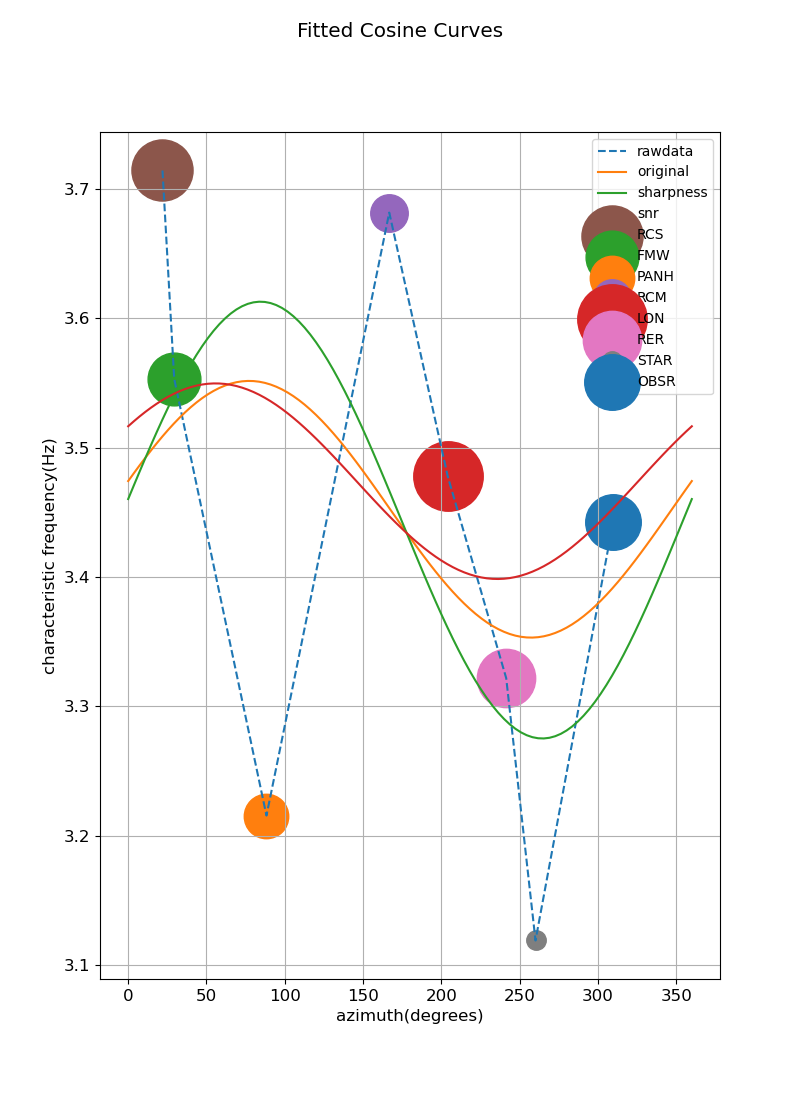 Fitted Cosine Curves
rawdata
original
sharpness
snr
RCS
FMW
PANH
RCM
LON
RER
STAR
OBSR
3.7
3.6
3.5
3.4
3.3
3.2
3.1
characteristic frequency(Hz)
0 50 100 150 200 250 300 350
azimuth(degrees)